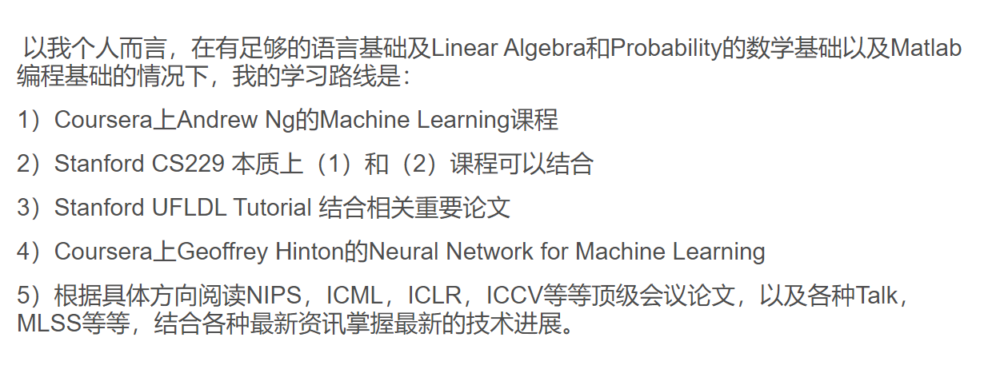 以我个人而言，在有足够的语言基础及Linear Algebra和Probability的数学基础以及Matlab
编程基础的情况下，我的学习路线是：
1）Coursera上Andrew Ng的Machine Learning课程
2）Stanford CS229 本质上（1）和（2）课程可以结合
3）Stanford UFLDL Tutorial 结合相关重要论文
4）Coursera上Geoffrey Hinton的Neural Network for Machine Learning
5）根据具体方向阅读NIPS，ICML，ICLR，ICCV等等顶级会议论文，以及各种Talk，
MLSS等等，结合各种最新资讯掌握最新的技术进展。